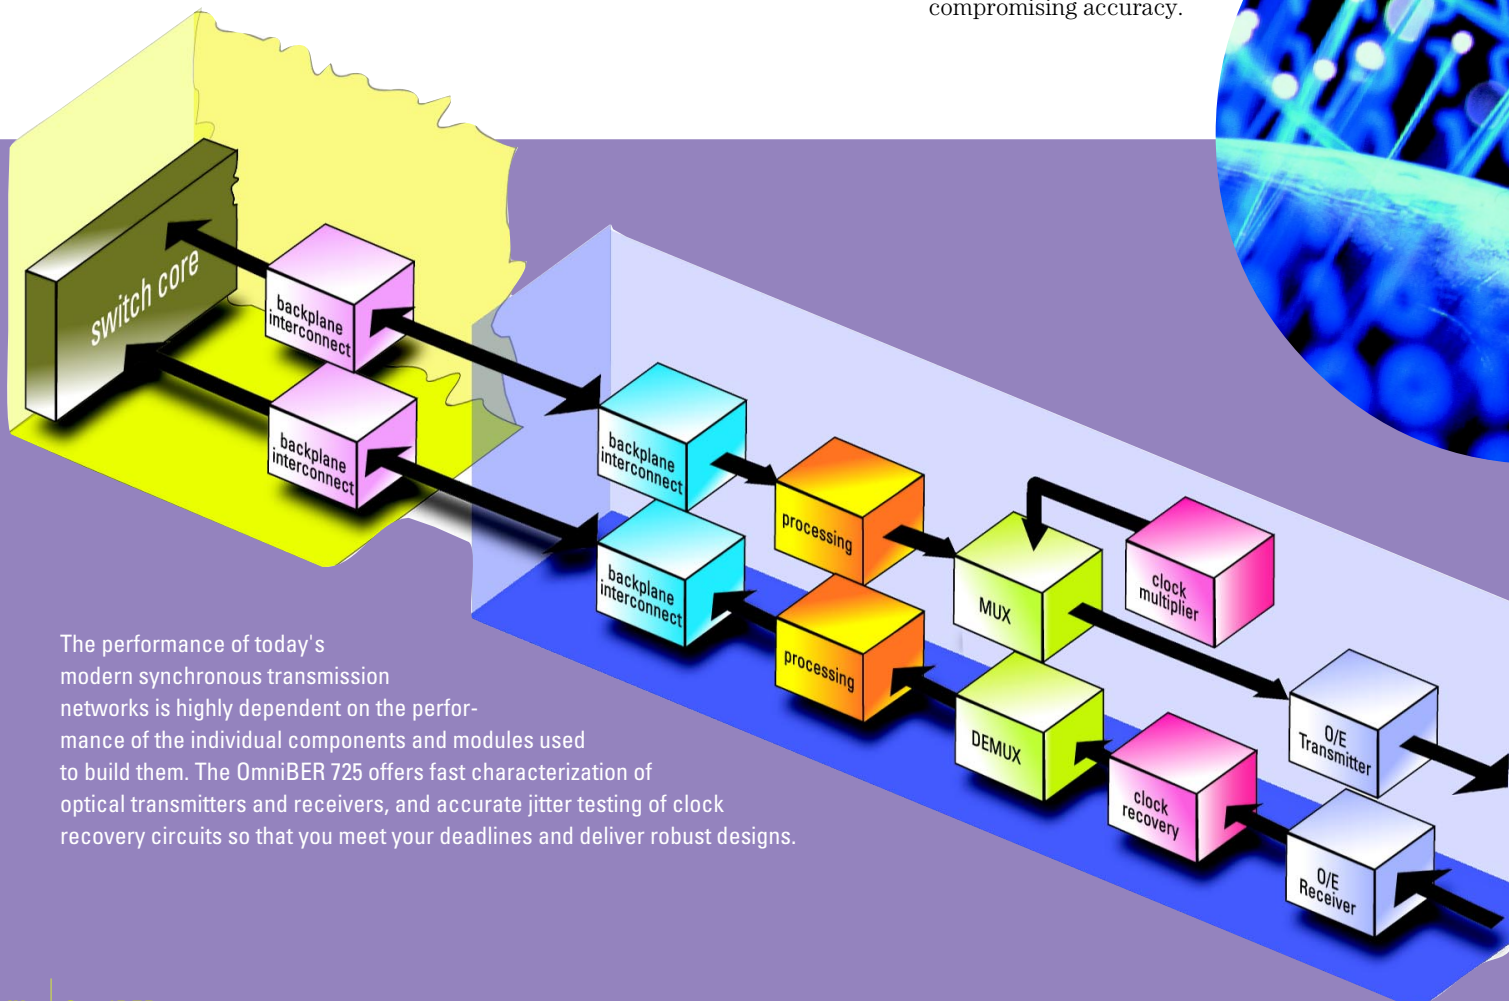 compromising accuracy.
switch core
backplane
interconnect
backplane
interconnect
backplane
interconnect
backplane
interconnect
processing
processing
MUX
clock
multiplier
DEMUX
clock
recovery
O/E
Transmitter
O/E
Receiver
The performance of today's
modern synchronous transmission
networks is highly dependent on the perfor-
mance of the individual components and modules used
to build them. The OmniBER 725 offers fast characterization of
optical transmitters and receivers, and accurate jitter testing of clock
recovery circuits so that you meet your deadlines and deliver robust designs.